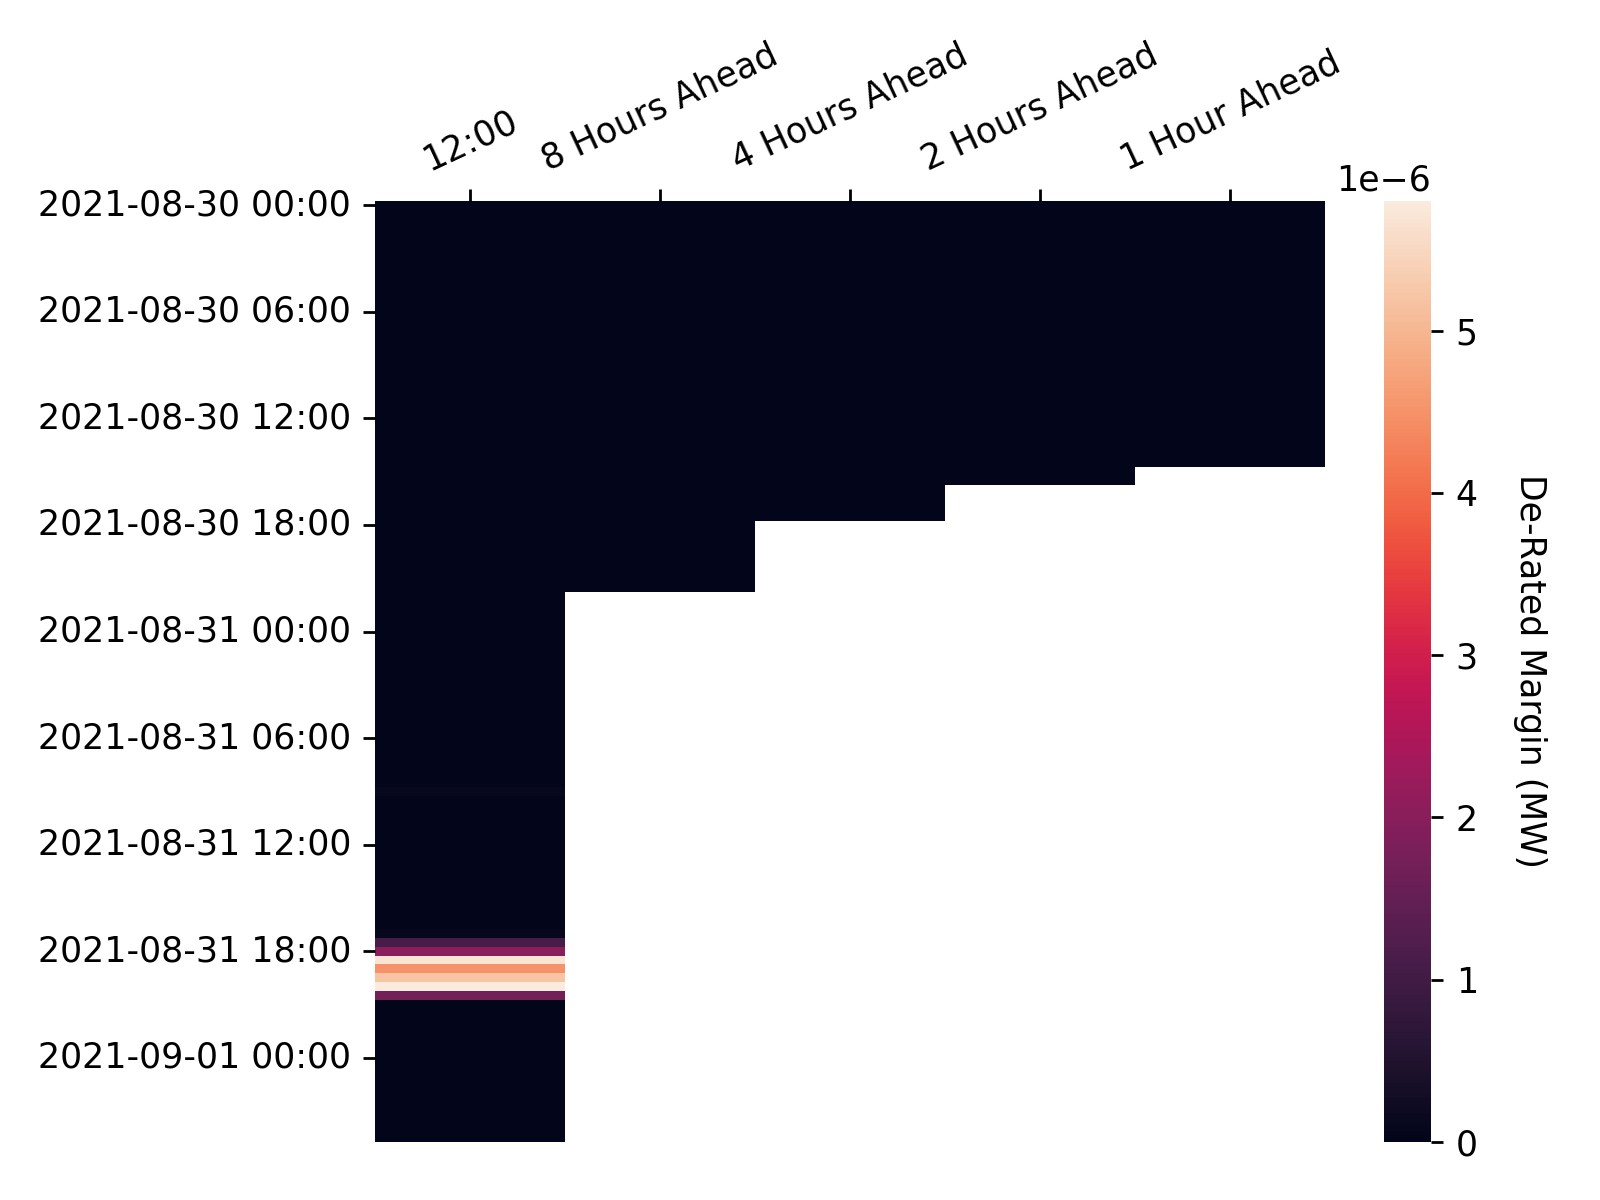 12:00
8 Hours Ahead
4 Hours Ahead
2 Hours Ahead
1 Hour Ahead
1e−6
2021-08-30 00:00
2021-08-30 06:00
2021-08-30 12:00
2021-08-30 18:00
2021-08-31 00:00
2021-08-31 06:00
2021-08-31 12:00
2021-08-31 18:00
2021-09-01 00:00
5
4
3
2
1
0
De-Rated Margin (MW)